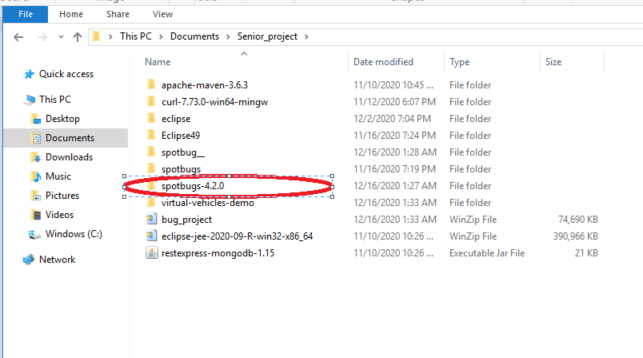 File Home Share View
This PC > Documents > Senior_project >
Name Date modified Type Size
Quick access
This PC
Desktop
Documents
Downloads
Music
Pictures
Videos
Windows (C:)
Network
apache-maven-3.6.3 11/10/2020 10:45 ... File folder
curl-7.73.0-win64-mingw 11/12/2020 6:07 PM File folder
eclipse 12/2/2020 7:04 PM File folder
Eclipse49 11/16/2020 7:24 PM File folder
spotbug__ 12/16/2020 1:28 AM File folder
spotbugs 11/16/2020 7:19 PM File folder
spotbugs-4.2.0 12/16/2020 1:27 AM File folder
virtual-vehicles-demo 12/16/2020 1:33 AM File folder
bug_project 12/16/2020 1:33 AM WinZip File 74,690 KB
eclipse-jee-2020-09-R-win32-x86_64 11/10/2020 10:26 ... WinZip File 390,966 KB
restexpress-mongodb-1.15 11/10/2020 10:26 ... Executable Jar File 21 KB